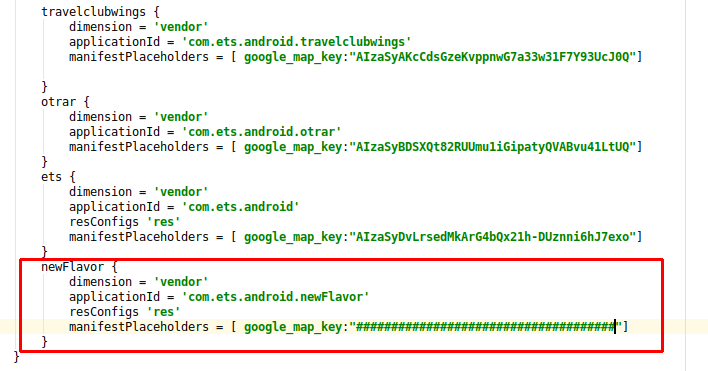 travelclubwings {
dimension = 'vendor'
applicationId = 'com.ets.android.travelclubwings'
manifestPlaceholders = [ google_map_key:"AIzaSyAKcCdsGzeKvppnwG7a33w31F7Y93UcJ0Q"]
}
otrar {
dimension = 'vendor'
applicationId = 'com.ets.android.otrar'
manifestPlaceholders = [ google_map_key:"AIzaSyBDSXQt82RUUmu1iGipatyQVABvu41LtUQ"]
}
ets {
dimension = 'vendor'
applicationId = 'com.ets.android'
resConfigs 'res'
manifestPlaceholders = [ google_map_key:"AIzaSyDvLrsedMkArG4bQx21h-DUznni6hJ7exo"]
}
newFlavor {
dimension = 'vendor'
applicationId = 'com.ets.android.newFlavor'
resConfigs 'res'
manifestPlaceholders = [ google_map_key:"#####################################"]
}
}